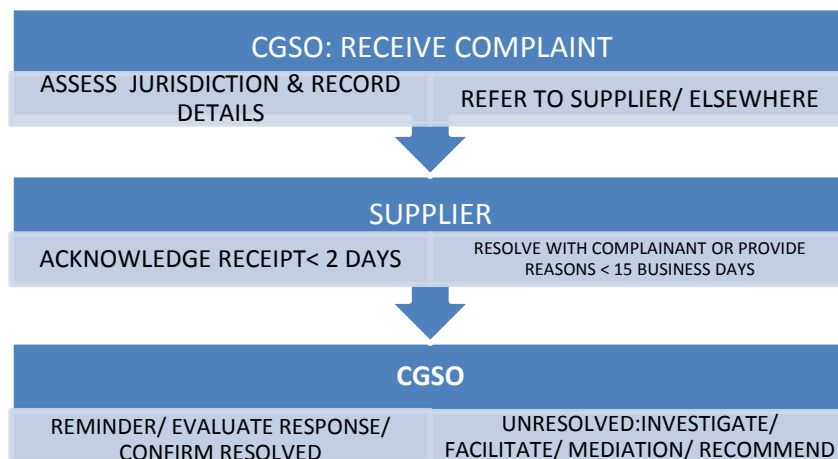 CGSO: RECEIVE COMPLAINT
ASSESS JURISDICTION & RECORD
DETAILS
REFER TO SUPPLIER/ ELSEWHERE
SUPPLIER
ACKNOWLEDGE RECEIPT< 2 DAYS
RESOLVE WITH COMPLAINANT OR PROVIDE
REASONS < 15 BUSINESS DAYS
CGSO
REMINDER/ EVALUATE RESPONSE/
CONFIRM RESOLVED
UNRESOLVED:INVESTIGATE/
FACILITATE/ MEDIATION/ RECOMMEND